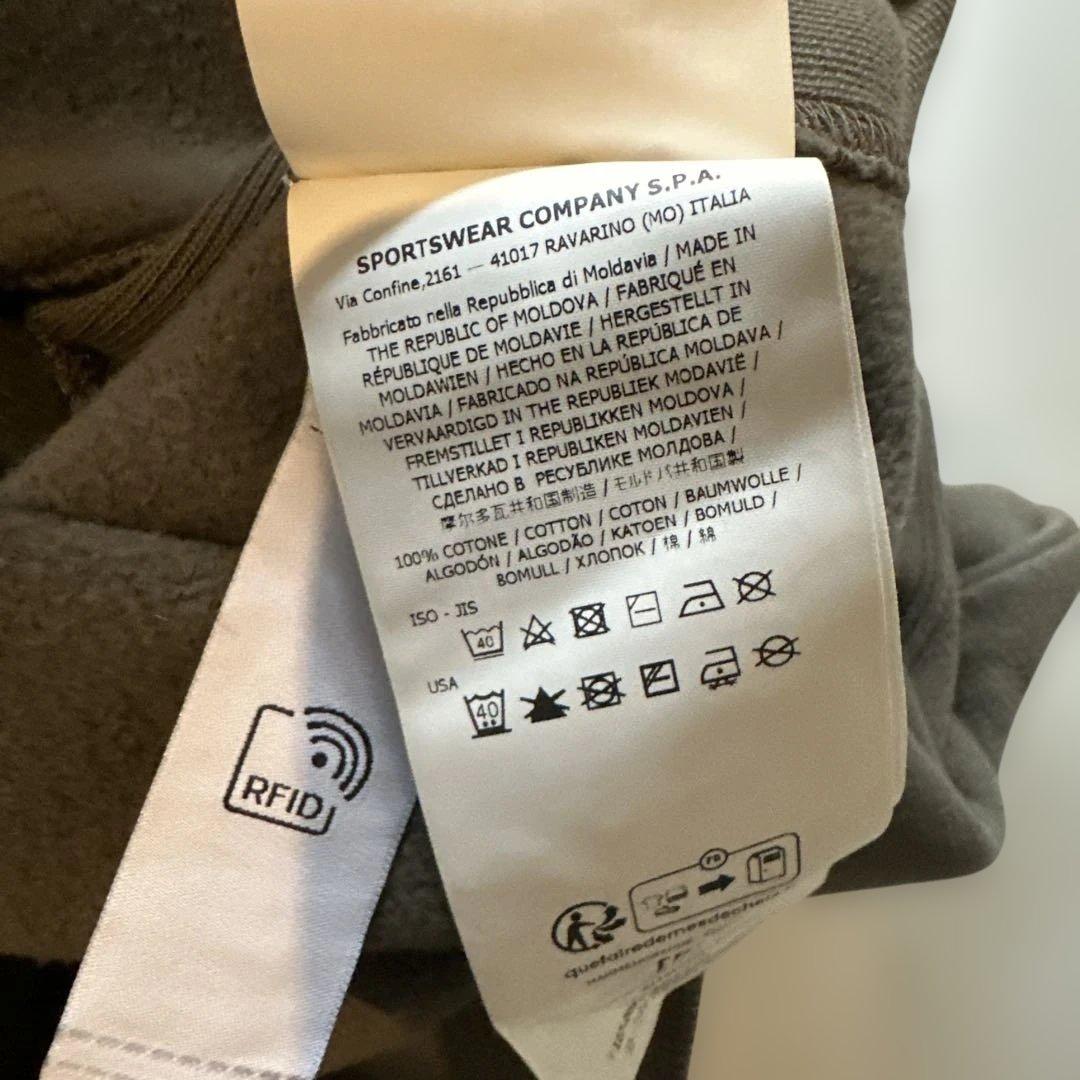 SPORTSWEAR COMPANY S.P.A.
Via Confine,2161 — 41017 RAVARINO (MO) ITALIA
Fabbricato nella Repubblica di Moldavia / MADE IN
THE REPUBLIC OF MOLDOVA / FABRIQUÉ EN
RÉPUBLIQUE DE MOLDAVIE / HERGESTELLT IN
MOLDAWIEN / HECHO EN LA REPÚBLICA DE
MOLDAVIA / FABRICADO NA REPÚBLICA MOLDAVA /
VERVAARDIGD IN THE REPUBLIEK MODAVIË /
FREMSTILLET I REPUBLIKKEN MOLDOVA /
TILLVERKAD I REPUBLIKEN MOLDAVIEN /
СДЕЛАНО В РЕСУБЛИКЕ МОЛДОВА /
摩尔多瓦共和国制造 / モルドバ共和国製
100% COTONE / COTTON / COTON / BAUMWOLLE /
ALGODÓN / ALGODÃO / KATOEN / BOMULD /
BOMULL / ХЛОПОК / 棉 / 綿
ISO - JIS
40
USA
40
RFID
FR
quefairedemesdechets